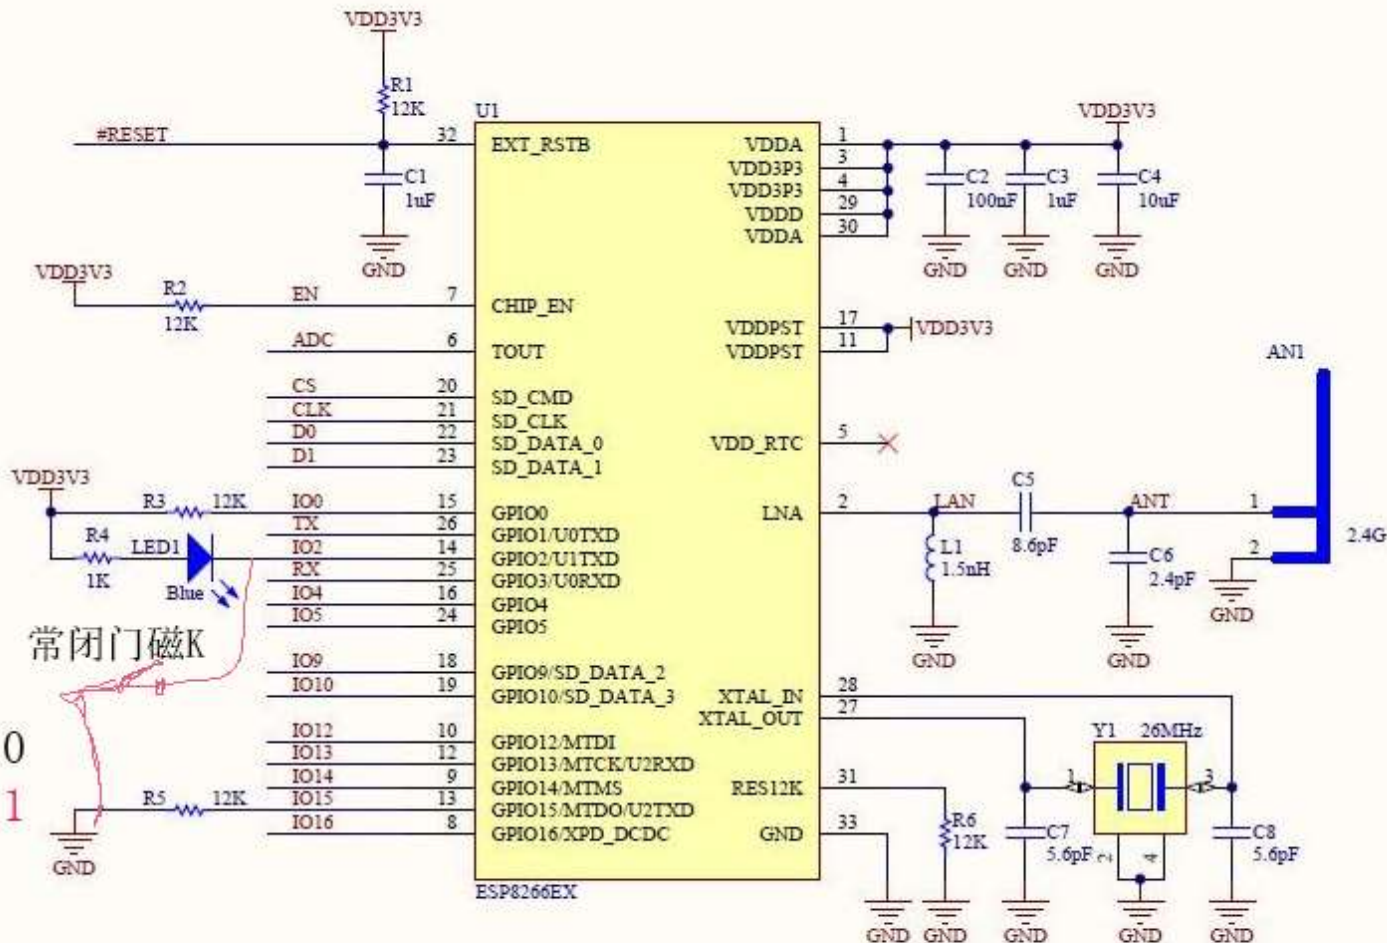 VDD3V3
R1
12K
U1
VDD3V3
#RESET
32
EXT_RSTB
VDDA
1
VDD3P3
3
VDD3P3
4
VDDD
29
VDDA
30
C1
1uF
C2
100nF
C3
1uF
C4
10uF
GND
GND
GND
GND
VDD3V3
R2
12K
EN
7
CHIP_EN
VDDPST
17
VDD3V3
ADC
6
TOUT
VDDPST
11
AN1
CS
20
SD_CMD
CLK
21
SD_CLK
D0
22
SD_DATA_0
VDD_RTC
5
D1
23
SD_DATA_1
VDD3V3
R3
12K
IO0
15
GPIO0
LNA
2
LAN
C5
8.6pF
ANT
1
TX
26
GPIO1/U0TXD
R4
1K
LED1
Blue
IO2
14
GPIO2/U1TXD
L1
1.5nH
C6
2.4pF
2
2.4G
RX
25
GPIO3/U0RXD
IO4
16
GPIO4
IO5
24
GPIO5
GND
GND
GND
常闭门磁K
IO9
18
GPIO9/SD_DATA_2
IO10
19
GPIO10/SD_DATA_3
XTAL_IN
28
XTAL_OUT
27
0
IO12
10
GPIO12/MTDI
Y1
26MHz
IO13
12
GPIO13/MTCK/U2RXD
1
IO14
9
GPIO14/MTMS
RES12K
31
1
3
R5
12K
IO15
13
GPIO15/MTDO/U2TXD
IO16
8
GPIO16/XPD_DCDC
GND
33
R6
12K
C7
5.6pF
2
4
C8
5.6pF
GND
ESP8266EX
GND
GND
GND
GND
GND